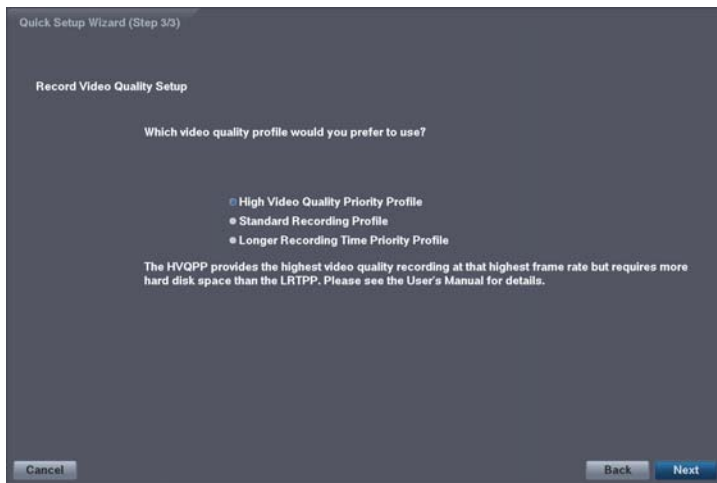 Quick Setup Wizard (Step 3/3)
Record Video Quality Setup
Which video quality profile would you prefer to use?
High Video Quality Priority Profile
Standard Recording Profile
Longer Recording Time Priority Profile
The HVQPP provides the highest video quality recording at that highest frame rate but requires more
hard disk space than the LRTPP. Please see the User's Manual for details.
Cancel
Back
Next